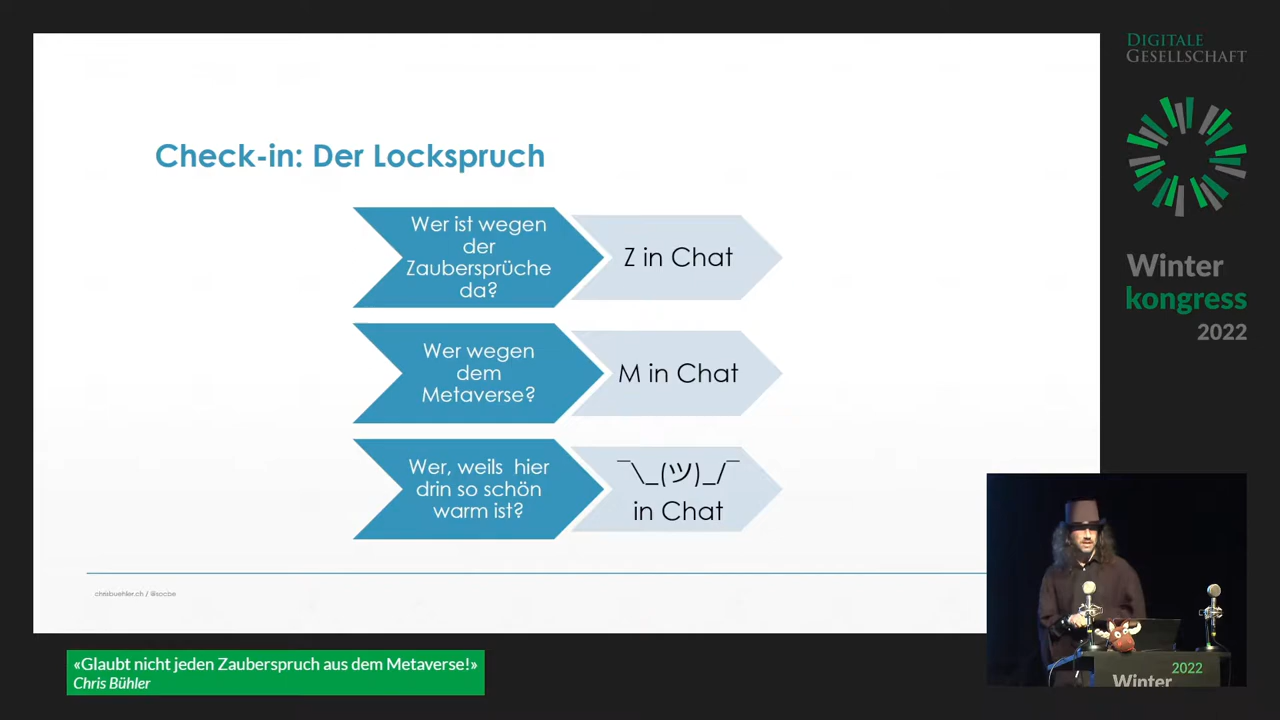 DIGITALE
GESELLSCHAFT
Winter
kongress
2022
Check-in: Der Lockspruch
Wer ist wegen
der
Zaubersprüche
da?
Z in Chat
Wer wegen
dem
Metaverse?
M in Chat
Wer, weils hier
drin so schön
warm ist?
¯\_(ツ)_/¯
in Chat
chrisbuehler.ch / @socbe
«Glaubt nicht jeden Zauberspruch aus dem Metaverse!»
Chris Bühler
2022
Winter